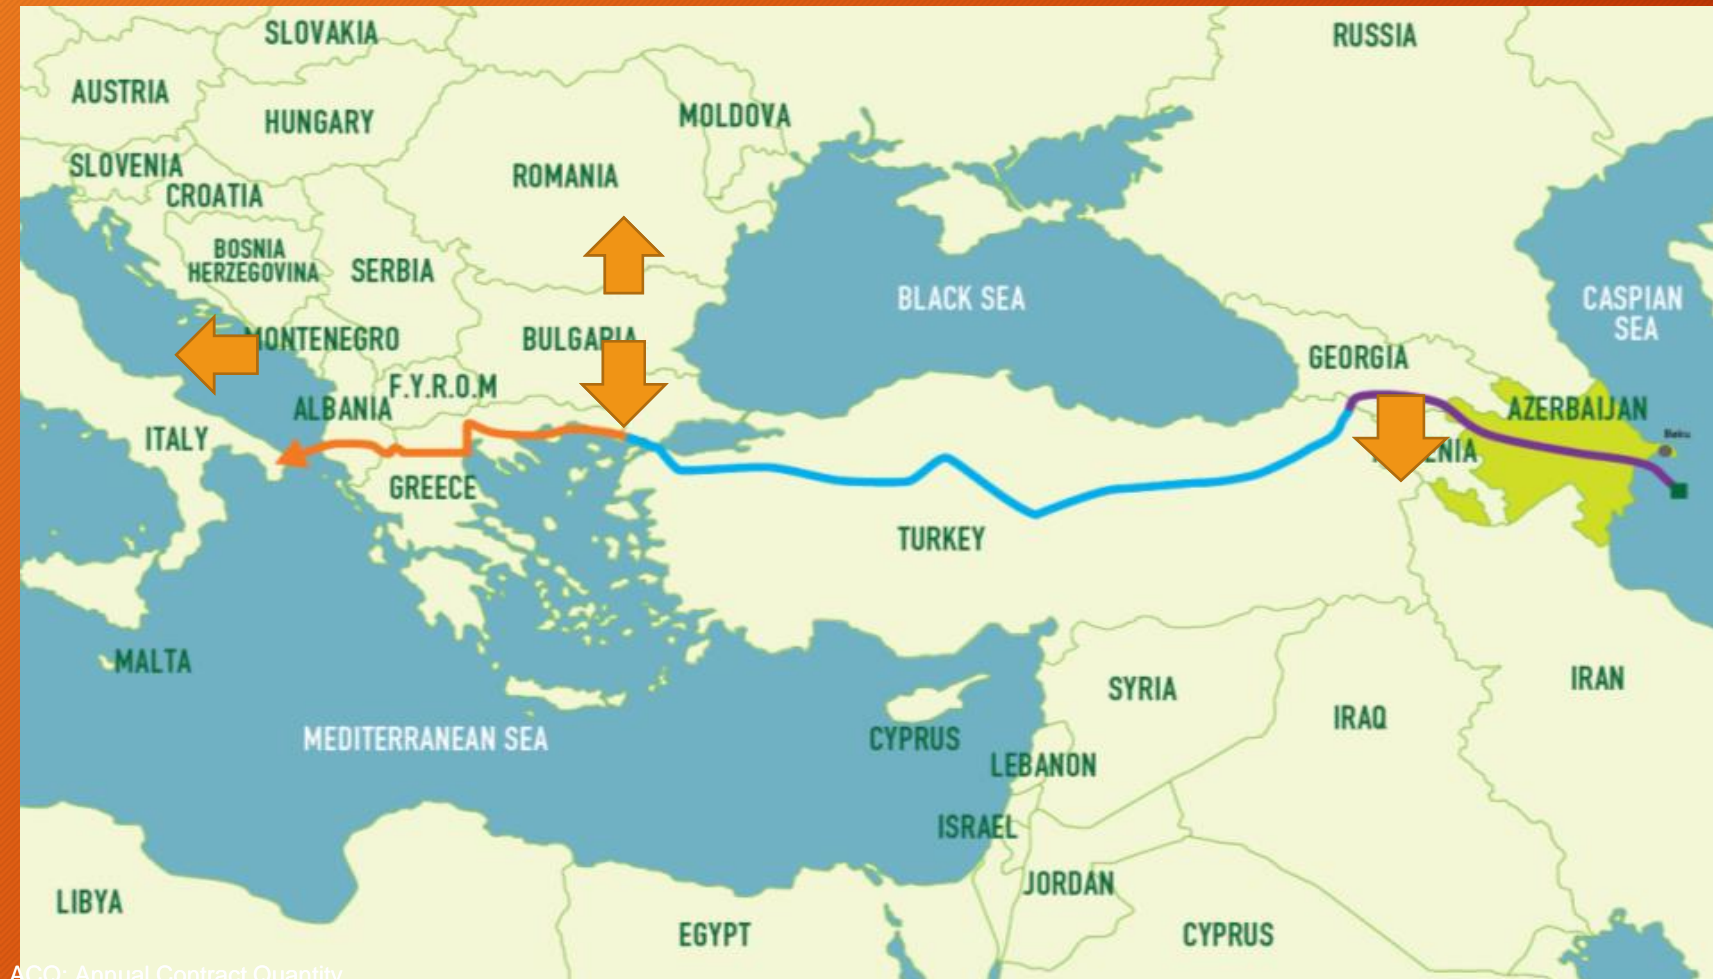 SLOVAKIA
RUSSIA
AUSTRIA
HUNGARY
MOLDOVA
SLOVENIA
ROMANIA
CROATIA
BOSNIA
HERZEGOVINA
SERBIA
BLACK SEA
CASPIAN
SEA
MONTENEGRO
BULGARIA
GEORGIA
F.Y.R.O.M
ALBANIA
AZERBAIJAN
ITALY
Baku
ENIA
GREECE
TURKEY
MALTA
SYRIA
IRAN
IRAQ
MEDITERRANEAN SEA
CYPRUS
LEBANON
ISRAEL
JORDAN
LIBYA
EGYPT
CYPRUS
ACQ: Annual Contract Quantity